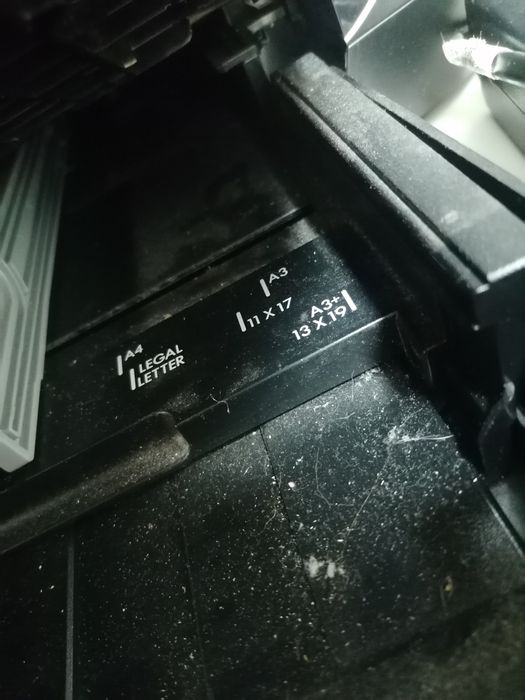 A3
11 X 17
A3+
13 X 19
A4
LEGAL
LETTER